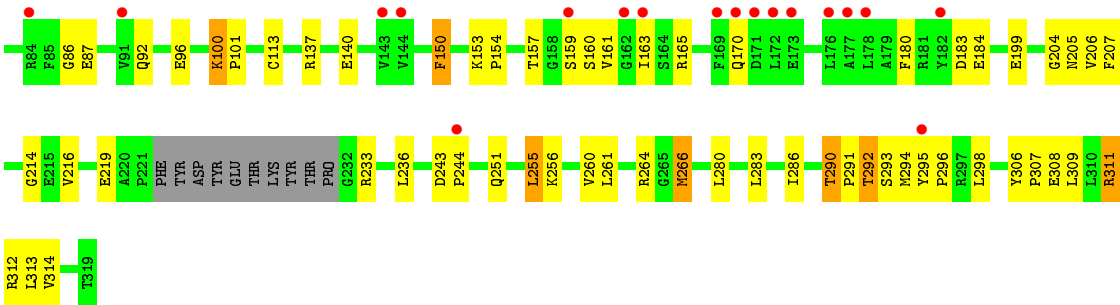 R84 F85 G86 E87 V91 Q92 E96 K100 P101 C113 R137 E140 V143 V144 F150 K153 P154 T157 G158 S159 S160 V161 G162 I163 S164 R165 F169 Q170 D171 L172 E173 L176 A177 L178 A179 F180 R181 Y182 D183 E184 E199 G204 N205 V206 F207
G214 E215 V216 E219 A220 P221 PHE TYR ASP TYR GLU THR LYS TYR THR PRO G232 R233 L236 D243 P244 Q251 L255 K256 V260 L261 R264 G265 M266 L280 L283 I286 T290 P291 T292 S293 M294 Y295 P296 R297 L298 Y306 P307 E308 L309 L310 R311
R312 L313 V314 T319